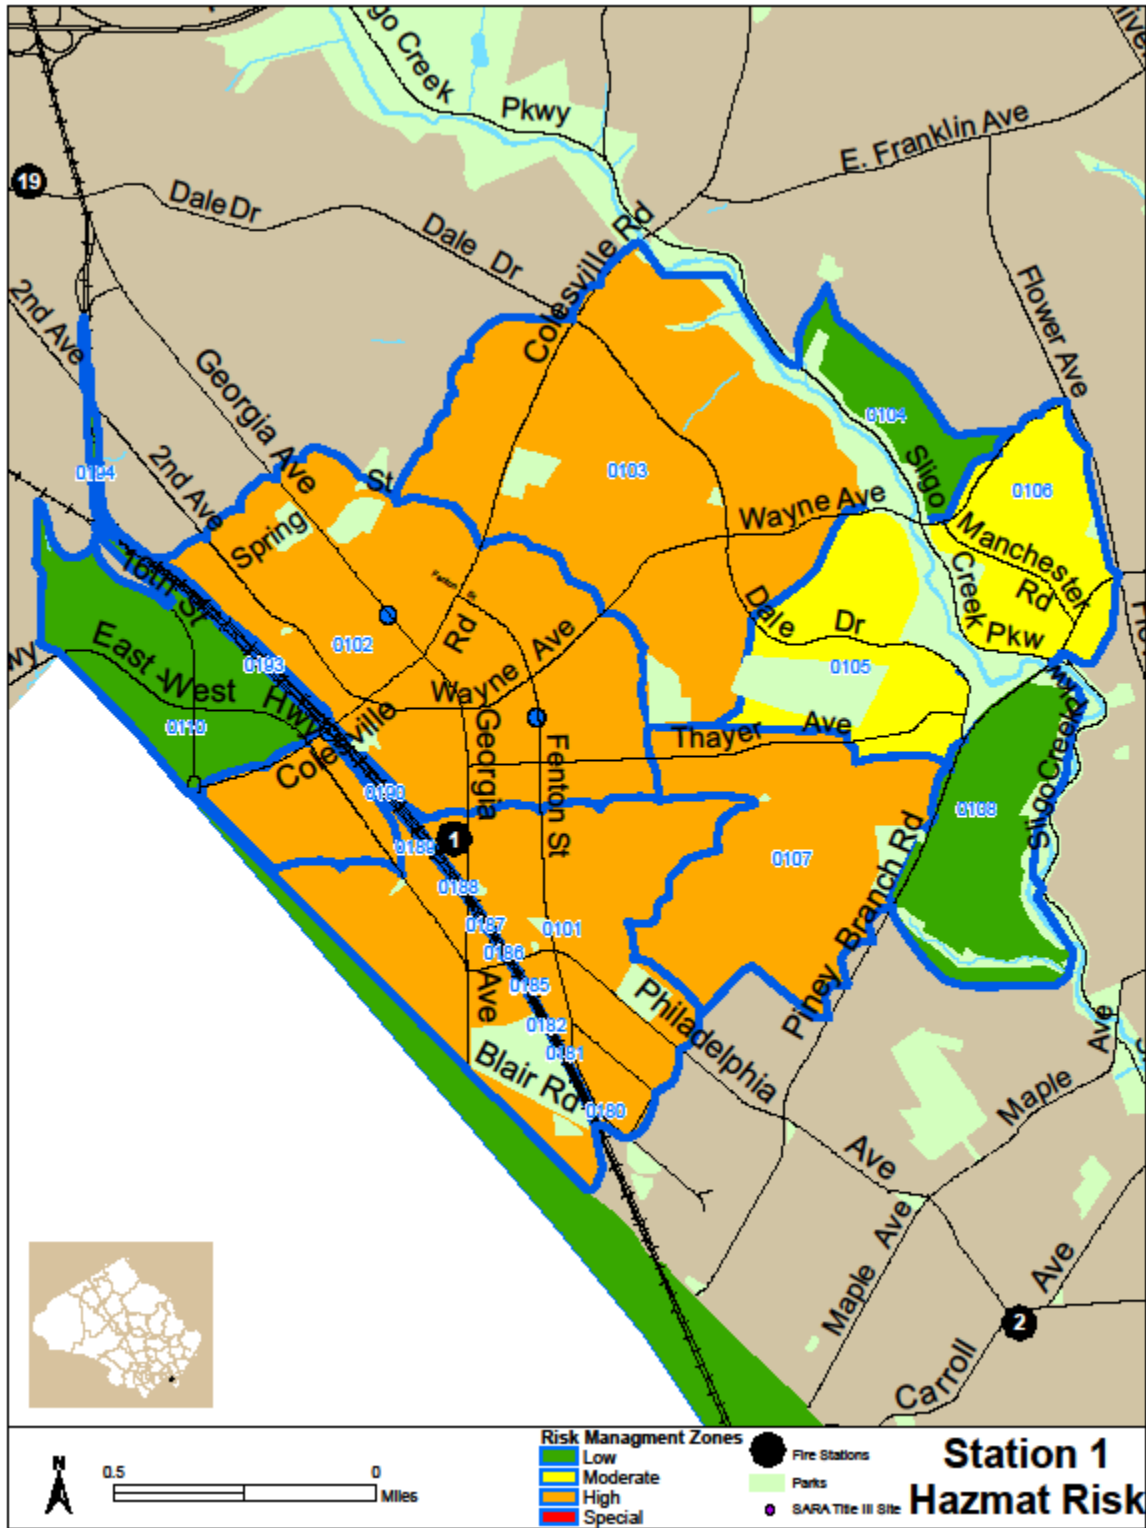 go Creek
Pkwy
E. Franklin Ave
19
Dale Dr
Dale Dr
Colesville Rd
2nd Ave
Flower Ave
Georgia Ave
0104
0194
2nd Ave
St
0103
Sligo
0106
Spring
Wayne Ave
Manchester
Rd
16th St
Fenton St
Creek
Pkw
0102
Rd
Dale Dr
East -West Hwy
wy
0193
Wayne Ave
0105
0110
Colesville
Georgia
Thayer Ave
Fenton St
Sligo Creek
0190
0108
1
0189
0107
0188
Piney Branch Rd
0187
0101
0186
0185
Ave
Philadelphia
0182
0181
Blair Rd
0180
Maple
Ave
Ave
Maple Ave
Ave
2
Carroll
N
0.5 0
Miles
Risk Managment Zones
Low
Moderate
High
Special
Fire Stations
Parks
SARA Title III Site
Station 1
Hazmat Risk